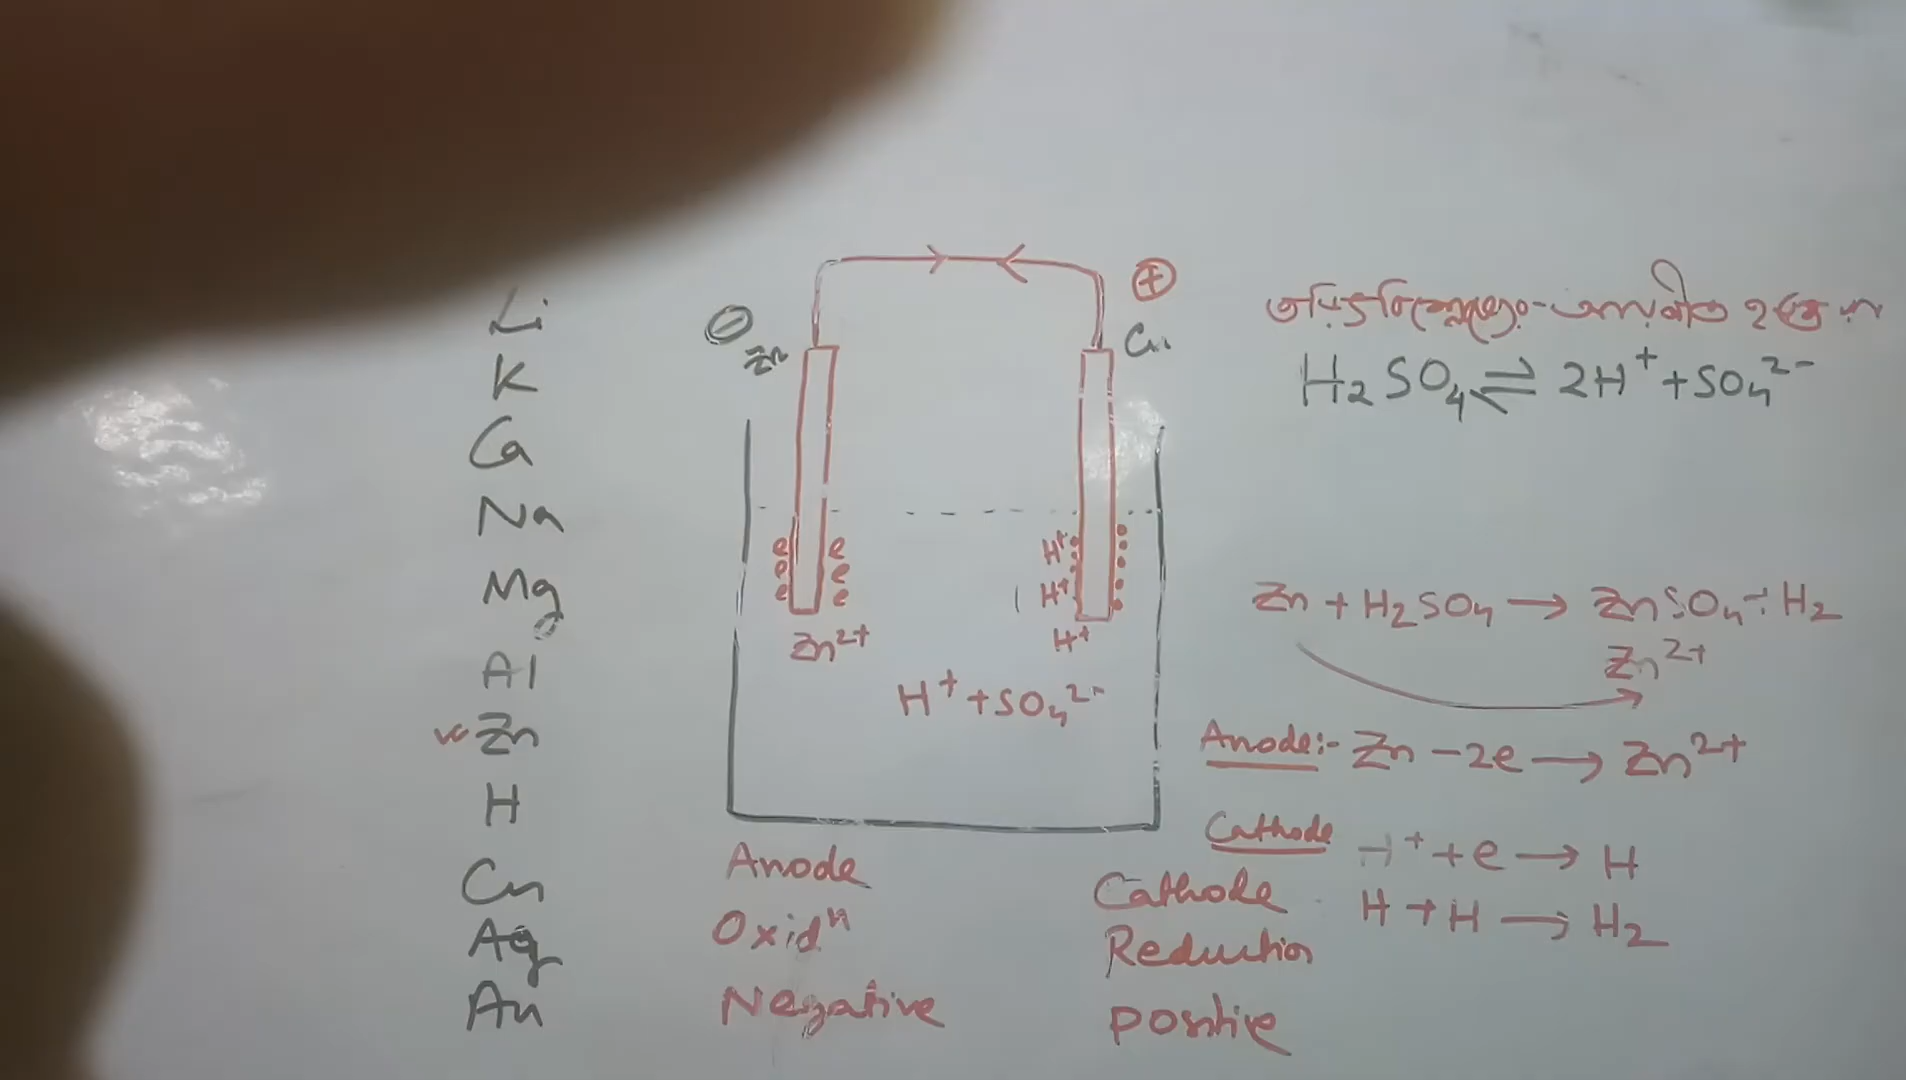 Li
K
Ca
Na
Mg
Al
Zn
H
Cu
Ag
Au
⊖
Zn
⊕
Cu
e e
e e
e e
Zn²⁺
H⁺
H⁺
H⁺
H⁺ + SO₄²⁻
Anode
Oxidⁿ
Negative
Cathode
Reduction
Positive
H₂SO₄ ⇌ 2H⁺ + SO₄²⁻
Zn + H₂SO₄ → ZnSO₄ + H₂
Zn²⁺
Anode:- Zn - 2e → Zn²⁺
Cathode H⁺ + e → H
H + H → H₂